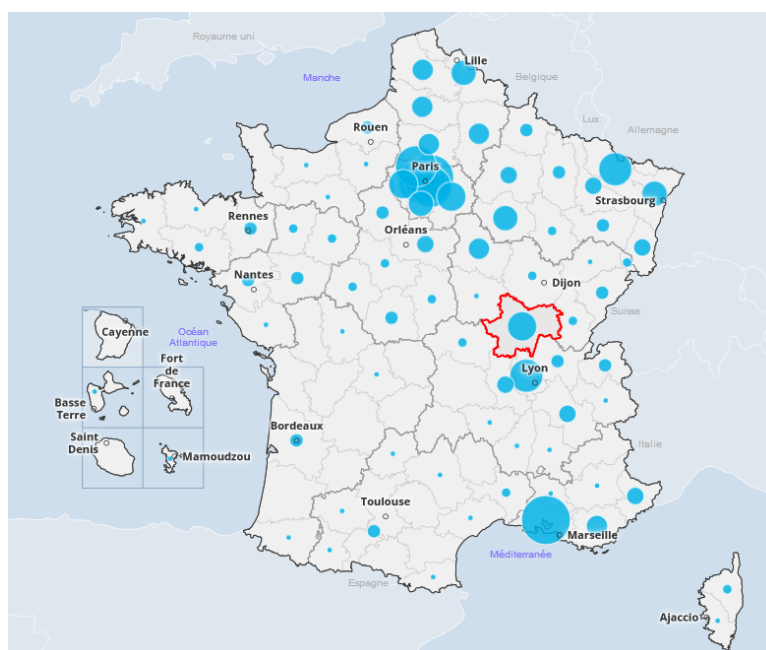 Royaume uni
Lille
Manche
Belgique
Lux.
Allemagne
Rouen
Paris
Strasbourg
Rennes
Orléans
Nantes
Dijon
Suisse
Océan
Atlantique
Cayenne
Fort
de
France
Basse
Terre
Lyon
Saint
Denis
Mamoudzou
Bordeaux
Italie
Toulouse
Marseille
Méditerranée
Espagne
Ajaccio